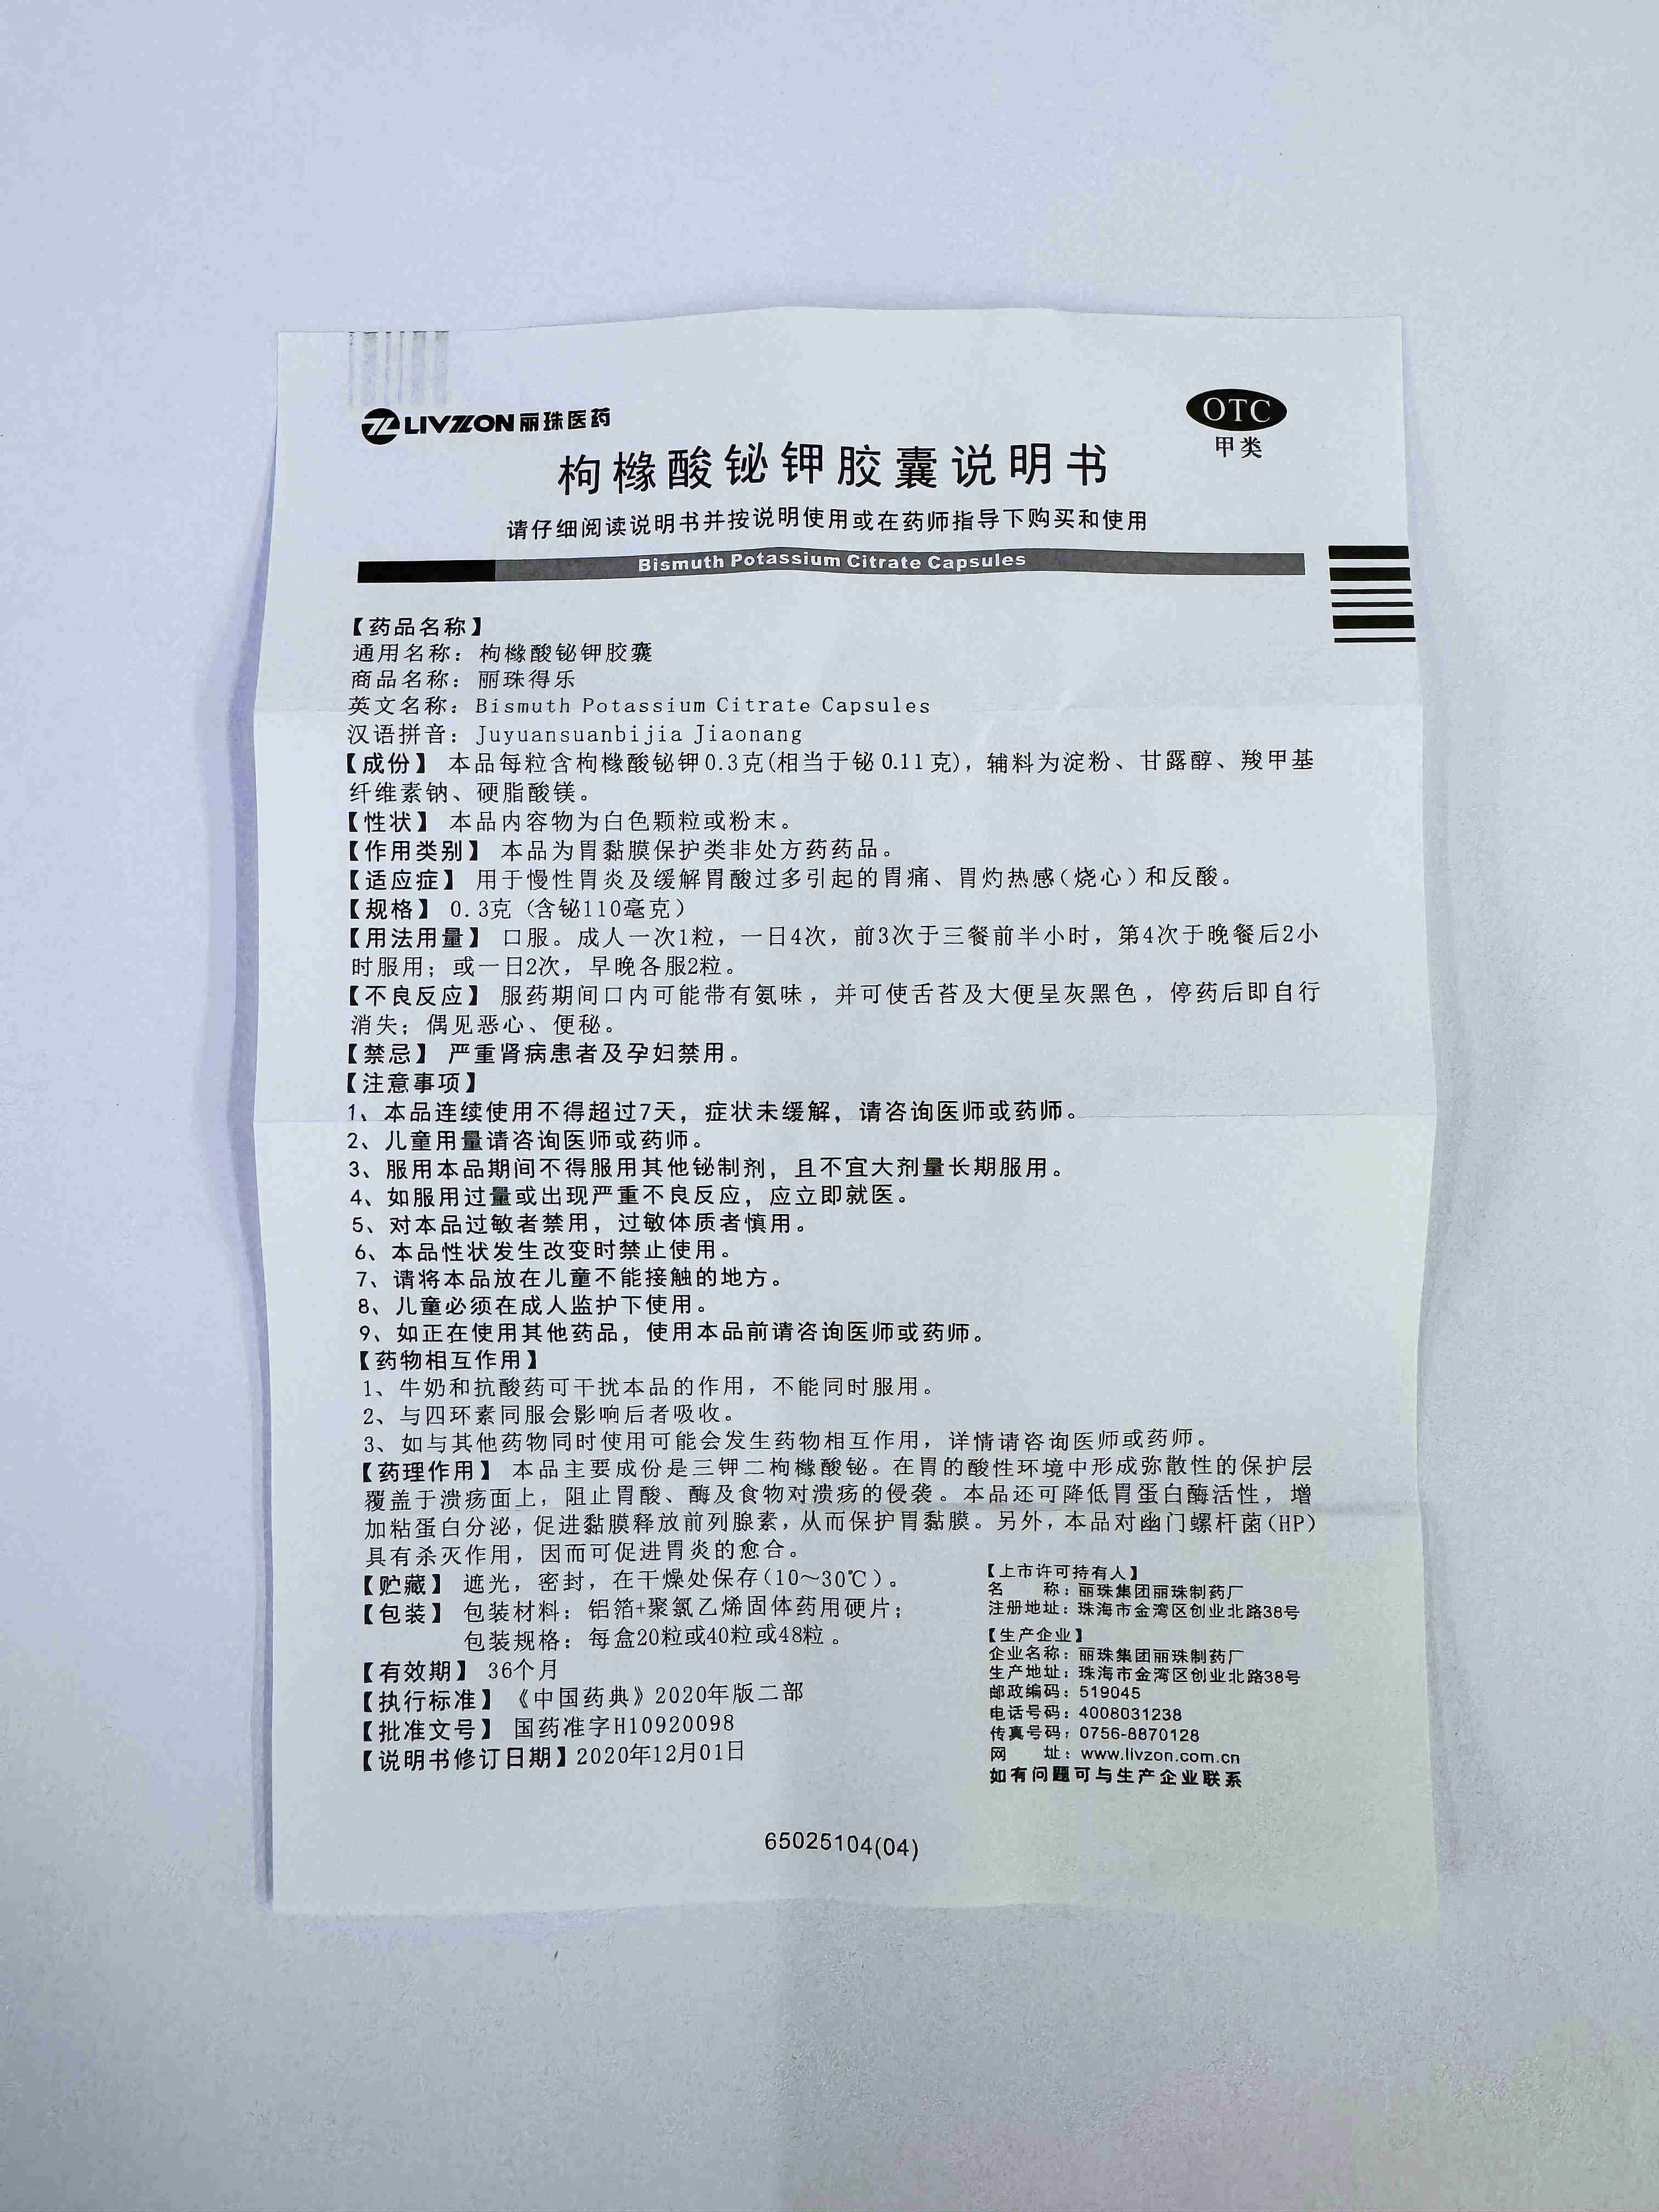 LIVZON丽珠医药
OTC
甲类
枸橼酸铋钾胶囊说明书
请仔细阅读说明书并按说明使用或在药师指导下购买和使用
Bismuth Potassium Citrate Capsules
【药品名称】
通用名称：枸橼酸铋钾胶囊
商品名称：丽珠得乐
英文名称：Bismuth Potassium Citrate Capsules
汉语拼音：Juyuansuanbijia Jiaonang
【成份】 本品每粒含枸橼酸铋钾0.3克(相当于铋0.11克)，辅料为淀粉、甘露醇、羧甲基
纤维素钠、硬脂酸镁。
【性状】 本品内容物为白色颗粒或粉末。
【作用类别】 本品为胃黏膜保护类非处方药药品。
【适应症】 用于慢性胃炎及缓解胃酸过多引起的胃痛、胃灼热感(烧心)和反酸。
【规格】 0.3克 (含铋110毫克)
【用法用量】 口服。成人一次1粒，一日4次，前3次于三餐前半小时，第4次于晚餐后2小
时服用；或一日2次，早晚各服2粒。
【不良反应】 服药期间口内可能带有氨味，并可使舌苔及大便呈灰黑色，停药后即自行
消失；偶见恶心、便秘。
【禁忌】 严重肾病患者及孕妇禁用。
【注意事项】
1、本品连续使用不得超过7天，症状未缓解，请咨询医师或药师。
2、儿童用量请咨询医师或药师。
3、服用本品期间不得服用其他铋制剂，且不宜大剂量长期服用。
4、如服用过量或出现严重不良反应，应立即就医。
5、对本品过敏者禁用，过敏体质者慎用。
6、本品性状发生改变时禁止使用。
7、请将本品放在儿童不能接触的地方。
8、儿童必须在成人监护下使用。
9、如正在使用其他药品，使用本品前请咨询医师或药师。
【药物相互作用】
1、牛奶和抗酸药可干扰本品的作用，不能同时服用。
2、与四环素同服会影响后者吸收。
3、如与其他药物同时使用可能会发生药物相互作用，详情请咨询医师或药师。
【药理作用】 本品主要成份是三钾二枸橼酸铋。在胃的酸性环境中形成弥散性的保护层
覆盖于溃疡面上，阻止胃酸、酶及食物对溃疡的侵袭。本品还可降低胃蛋白酶活性，增
加粘蛋白分泌，促进黏膜释放前列腺素，从而保护胃黏膜。另外，本品对幽门螺杆菌(HP)
具有杀灭作用，因而可促进胃炎的愈合。
【贮藏】 遮光，密封，在干燥处保存(10～30℃)。
【包装】 包装材料：铝箔+聚氯乙烯固体药用硬片；
包装规格：每盒20粒或40粒或48粒。
【有效期】 36个月
【执行标准】 《中国药典》2020年版二部
【批准文号】 国药准字H10920098
【说明书修订日期】2020年12月01日
【上市许可持有人】
名 称：丽珠集团丽珠制药厂
注册地址：珠海市金湾区创业北路38号
【生产企业】
企业名称：丽珠集团丽珠制药厂
生产地址：珠海市金湾区创业北路38号
邮政编码：519045
电话号码：4008031238
传真号码：0756-8870128
网 址：www.livzon.com.cn
如有问题可与生产企业联系
65025104(04)